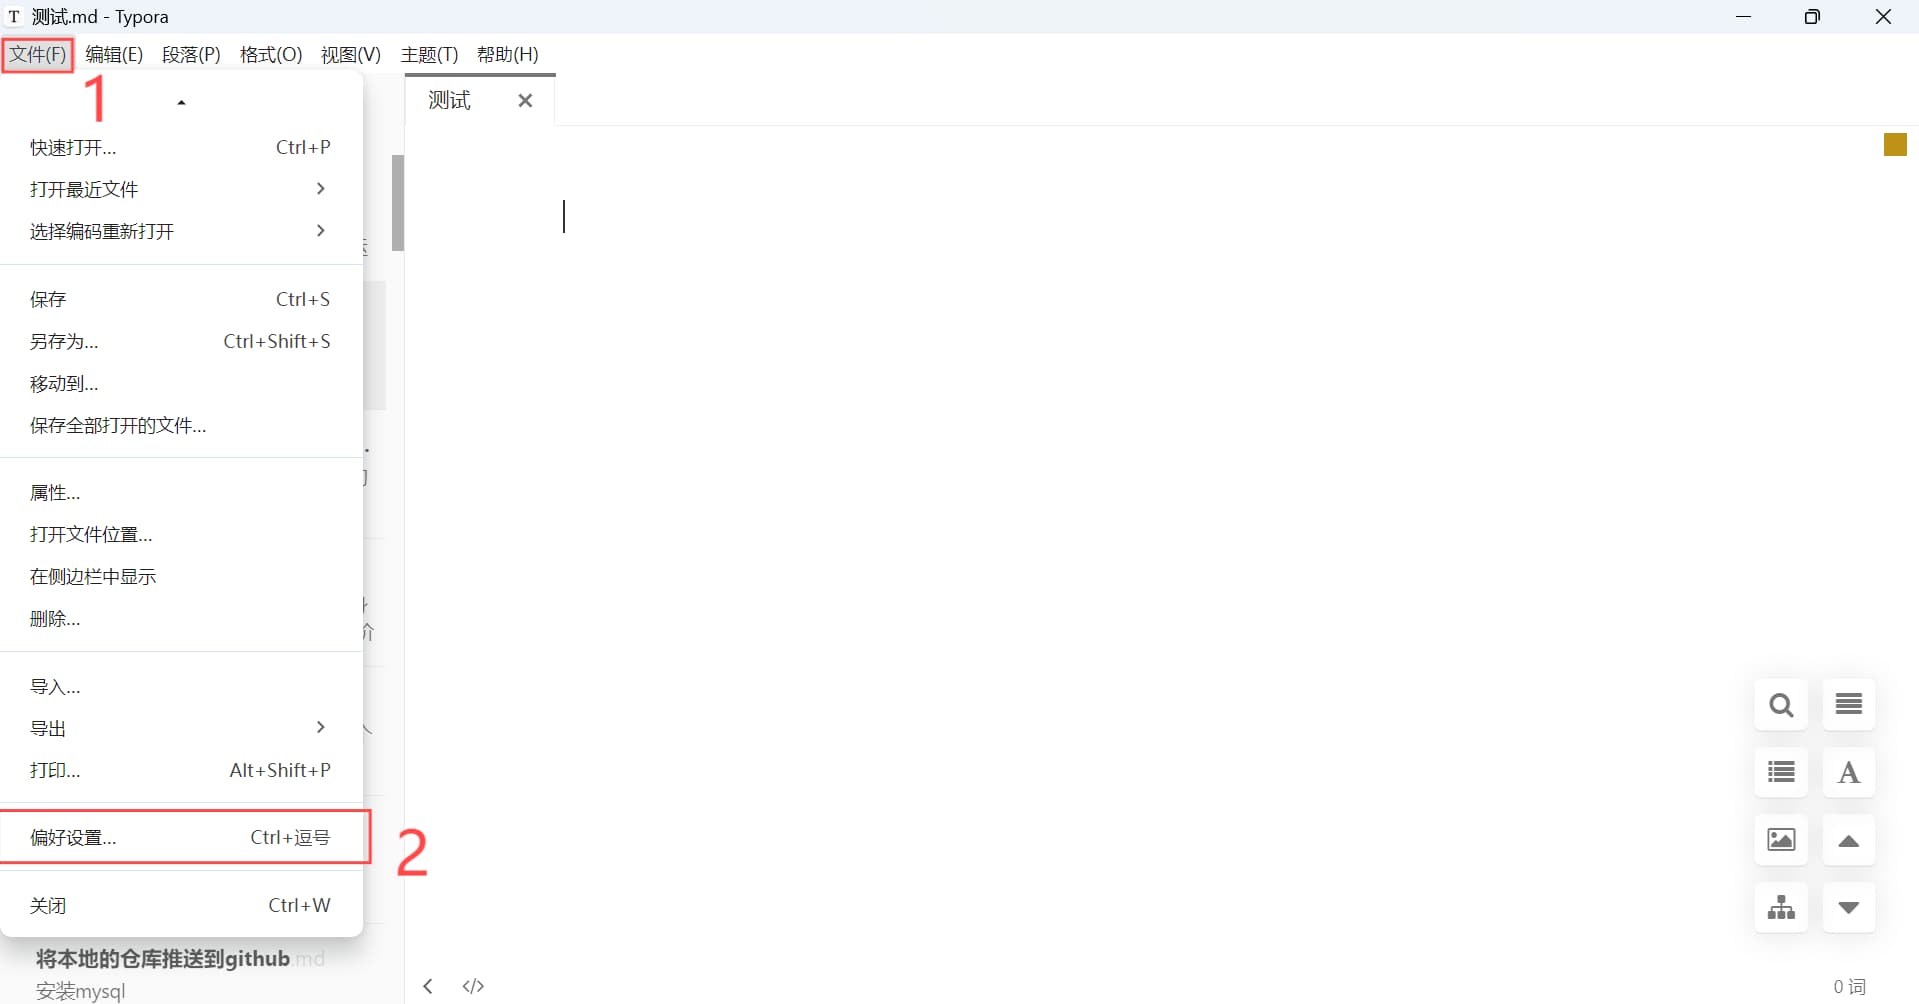 T 测试.md - Typora
文件(F) 编辑(E) 段落(P) 格式(O) 视图(V) 主题(T) 帮助(H)
1
测试
快速打开... Ctrl+P
打开最近文件
选择编码重新打开
保存 Ctrl+S
另存为... Ctrl+Shift+S
移动到...
保存全部打开的文件...
属性...
打开文件位置...
在侧边栏中显示
删除...
导入...
导出
打印... Alt+Shift+P
偏好设置... Ctrl+逗号
2
关闭 Ctrl+W
A
将本地的仓库推送到github.md
安装mysql
</> 0 词